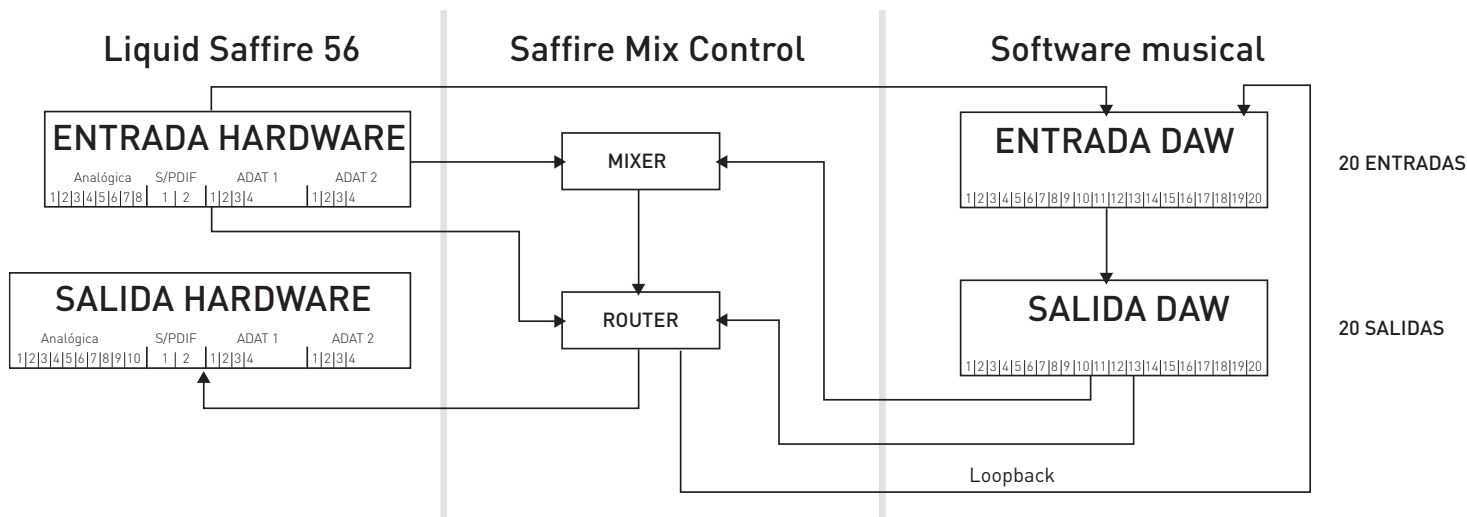 Liquid Saffire 56
Saffire Mix Control
Software musical
ENTRADA HARDWARE
Analógica S/PDIF ADAT 1 ADAT 2
1|2|3|4|5|6|7|8 1 | 2 1|2|3|4 1|2|3|4
MIXER
ENTRADA DAW
1|2|3|4|5|6|7|8|9|10|11|12|13|14|15|16|17|18|19|20
20 ENTRADAS
SALIDA HARDWARE
Analógica S/PDIF ADAT 1 ADAT 2
1|2|3|4|5|6|7|8|9|10 1 | 2 1|2|3|4 1|2|3|4
ROUTER
SALIDA DAW
1|2|3|4|5|6|7|8|9|10|11|12|13|14|15|16|17|18|19|20
20 SALIDAS
Loopback